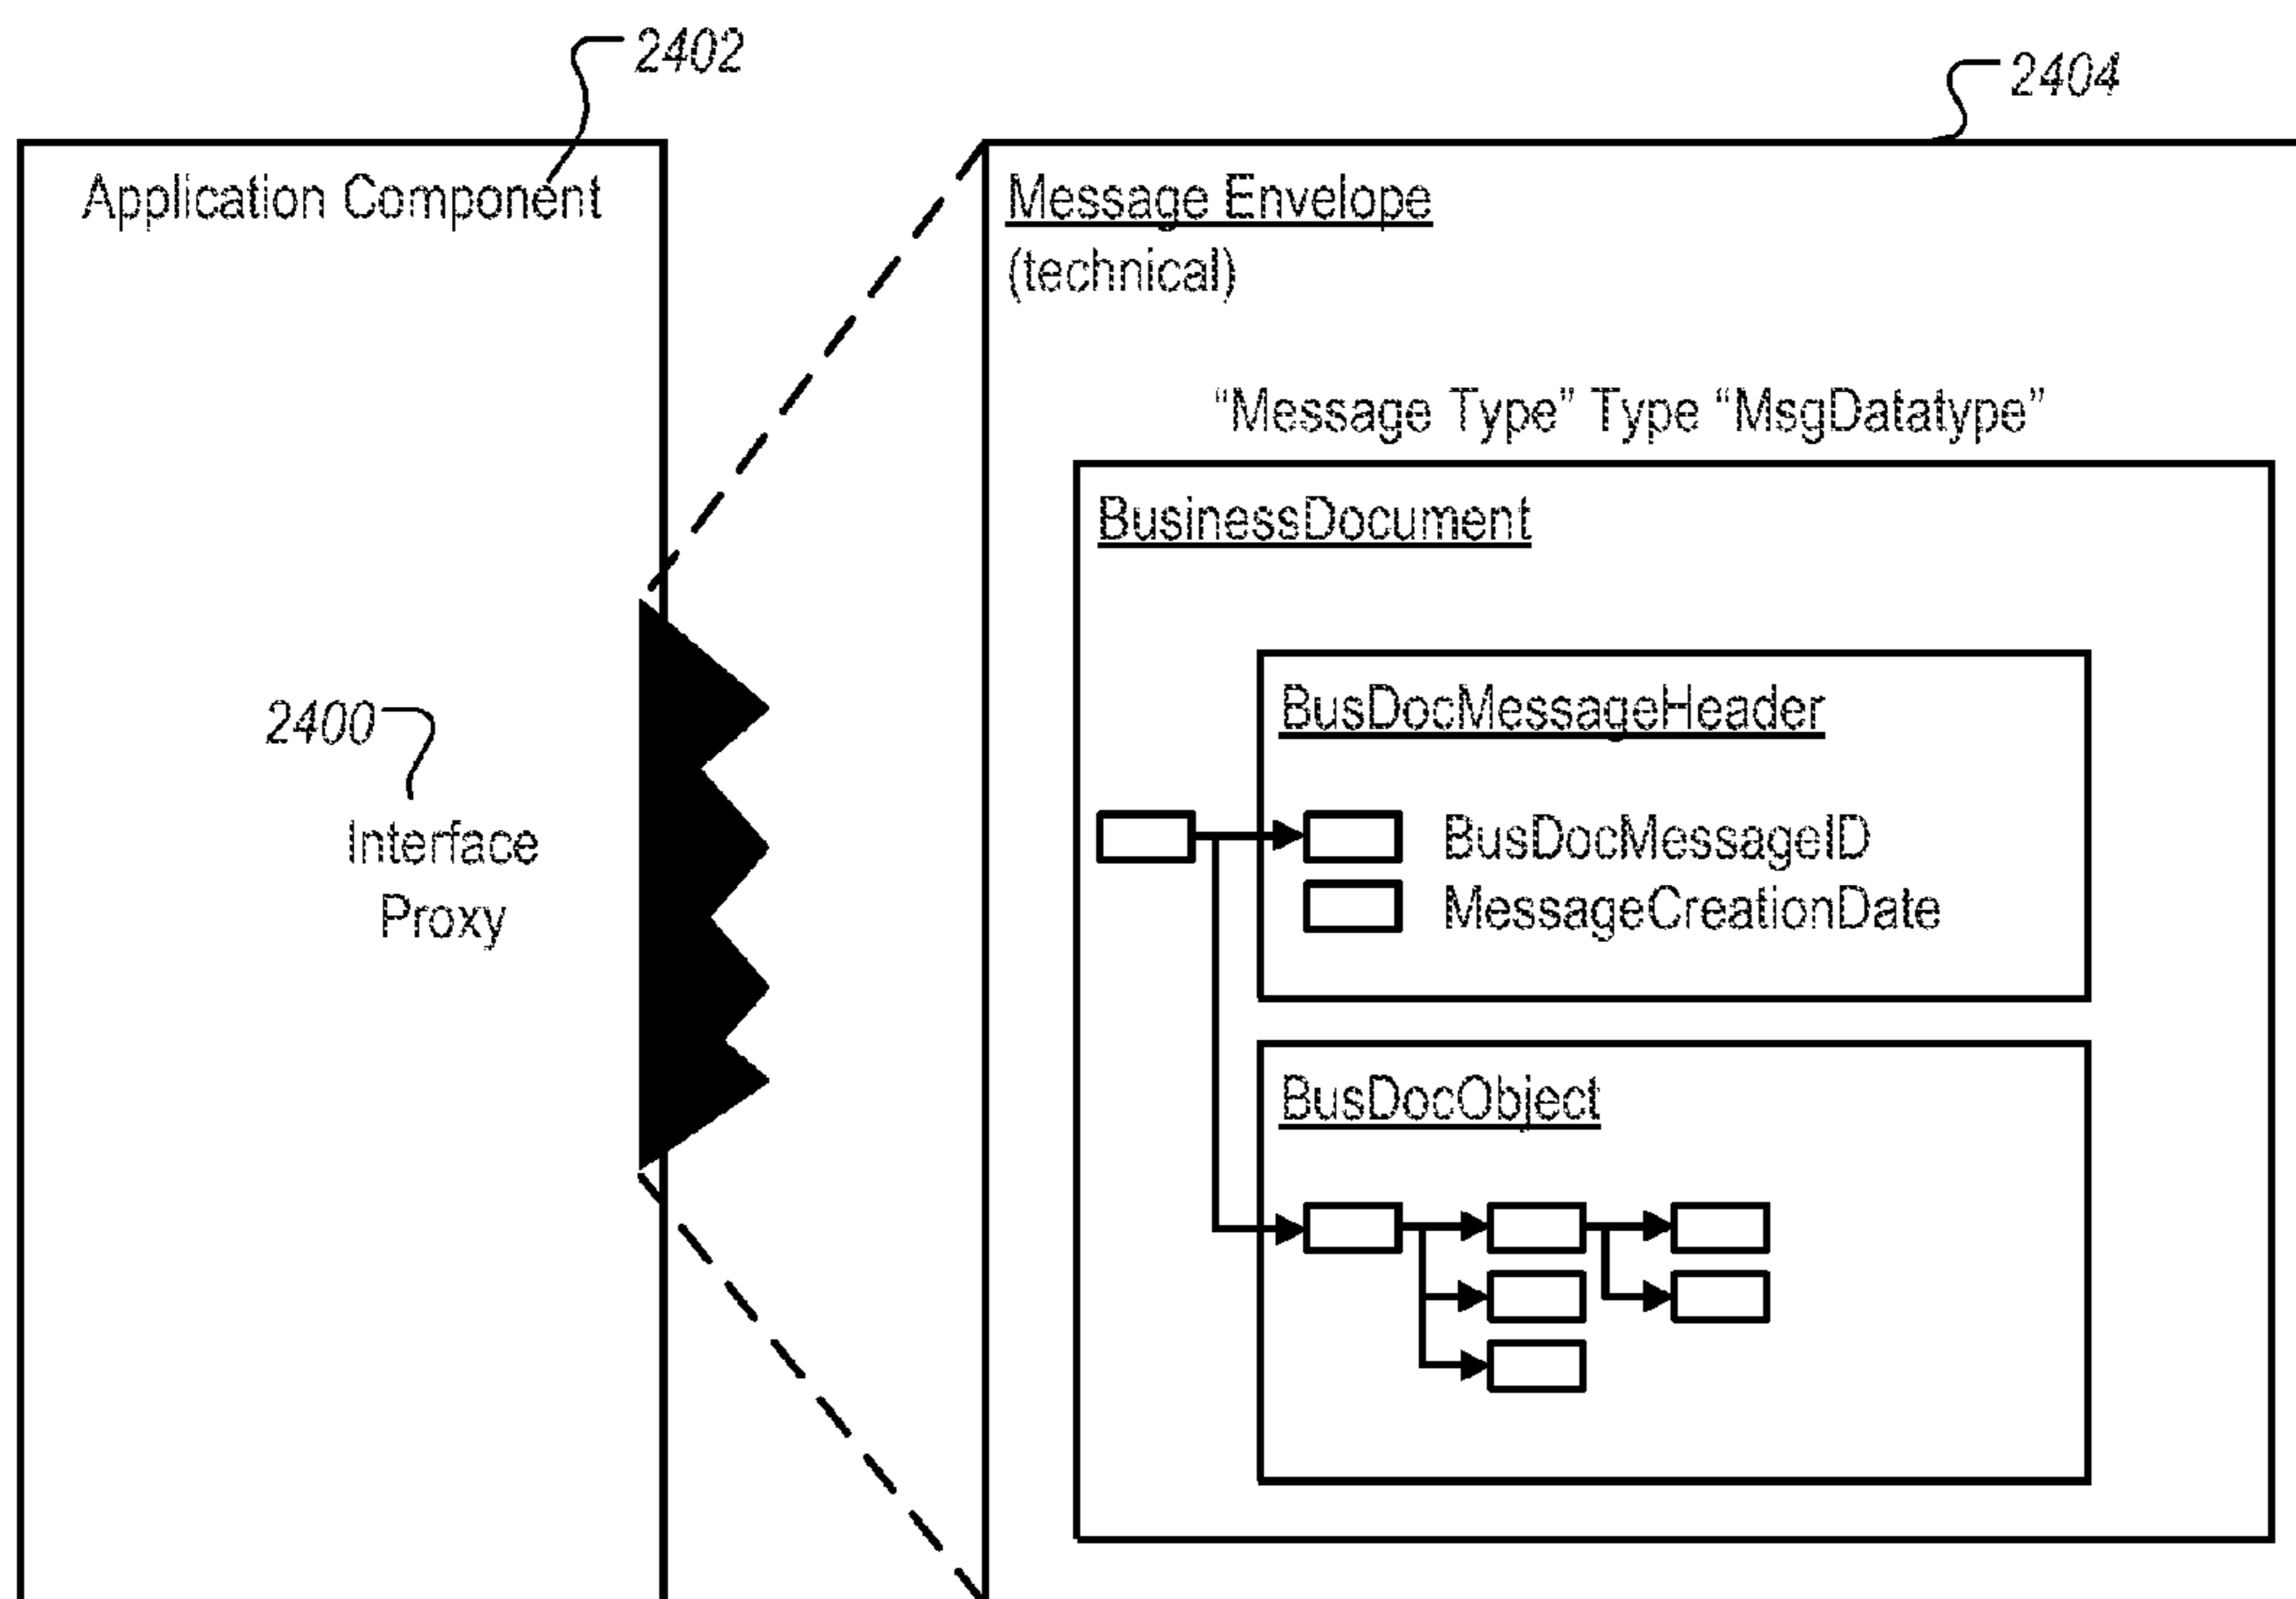 2402
2404
Application Component
Message Envelope
(technical)
“Message Type” Type “MsgDatatype”
BusinessDocument
BusDocMessageHeader
2400
Interface
Proxy
BusDocMessageID
MessageCreationDate
BusDocObject